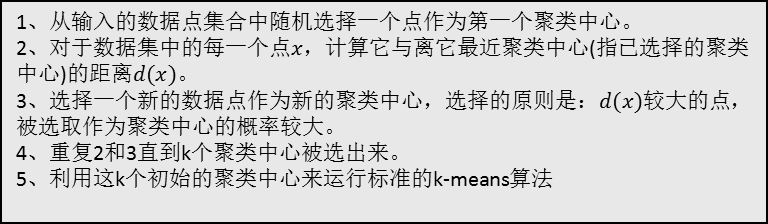 1、从输入的数据点集合中随机选择一个点作为第一个聚类中心。
2、对于数据集中的每一个点x，计算它与离它最近聚类中心(指已选择的聚类
中心)的距离d(x)。
3、选择一个新的数据点作为新的聚类中心，选择的原则是：d(x)较大的点，
被选取作为聚类中心的概率较大。
4、重复2和3直到k个聚类中心被选出来。
5、利用这k个初始的聚类中心来运行标准的k-means算法